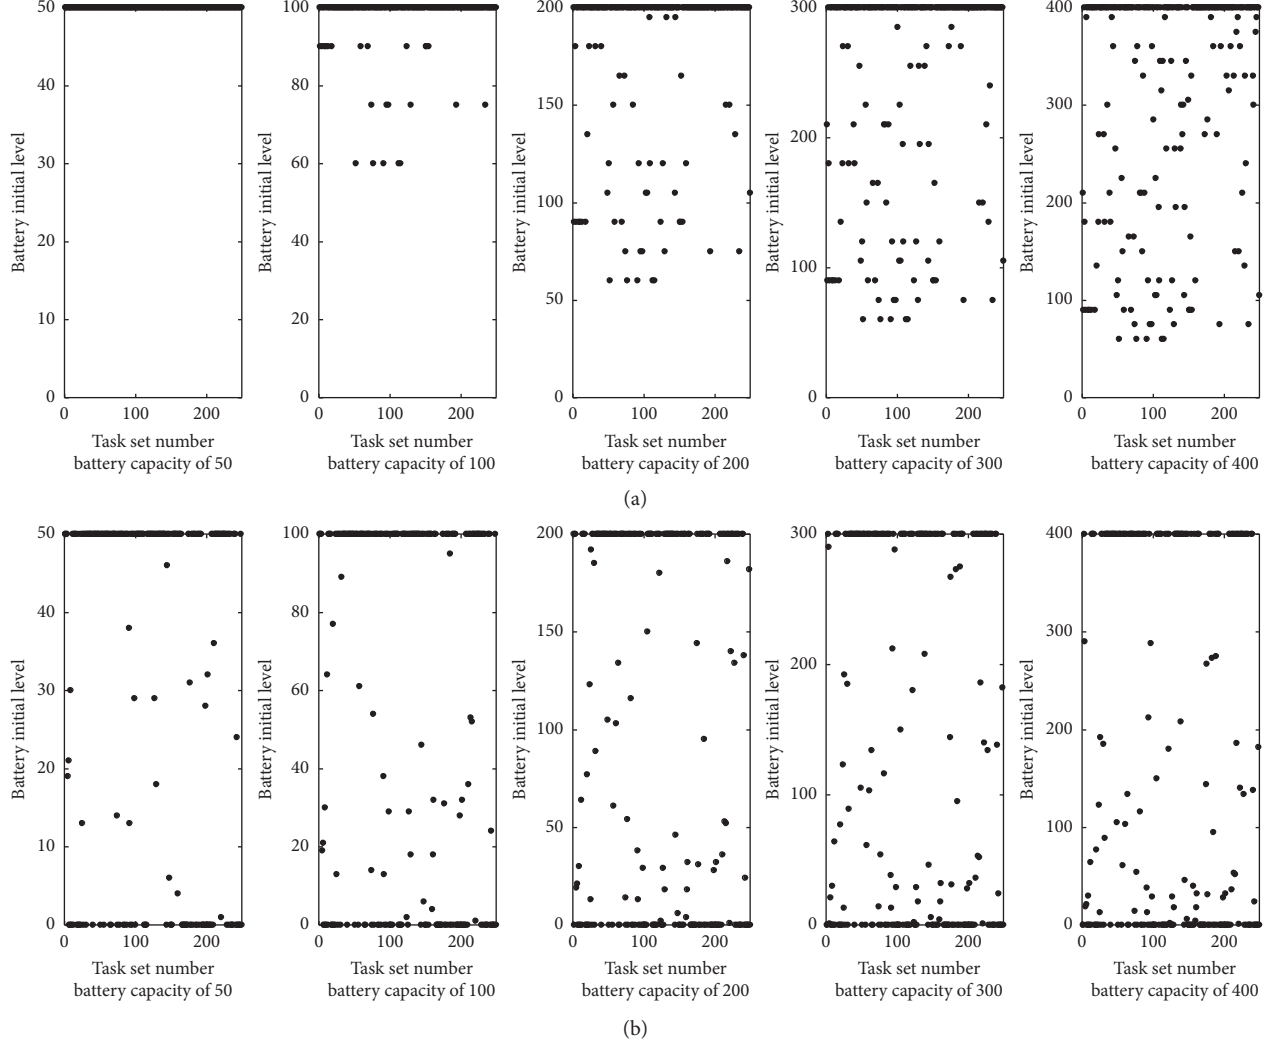 50
40
30
20
10
0
Battery initial level
0 100 200
Task set number
battery capacity of 50
100
80
60
40
20
0
Battery initial level
0 100 200
Task set number
battery capacity of 100
200
150
100
50
0
Battery initial level
0 100 200
Task set number
battery capacity of 200
300
200
100
0
Battery initial level
0 100 200
Task set number
battery capacity of 300
400
300
200
100
0
Battery initial level
0 100 200
Task set number
battery capacity of 400
(a)
50
40
30
20
10
0
Battery initial level
0 100 200
Task set number
battery capacity of 50
100
80
60
40
20
0
Battery initial level
0 100 200
Task set number
battery capacity of 100
200
150
100
50
0
Battery initial level
0 100 200
Task set number
battery capacity of 200
300
200
100
0
Battery initial level
0 100 200
Task set number
battery capacity of 300
400
300
200
100
0
Battery initial level
0 100 200
Task set number
battery capacity of 400
(b)